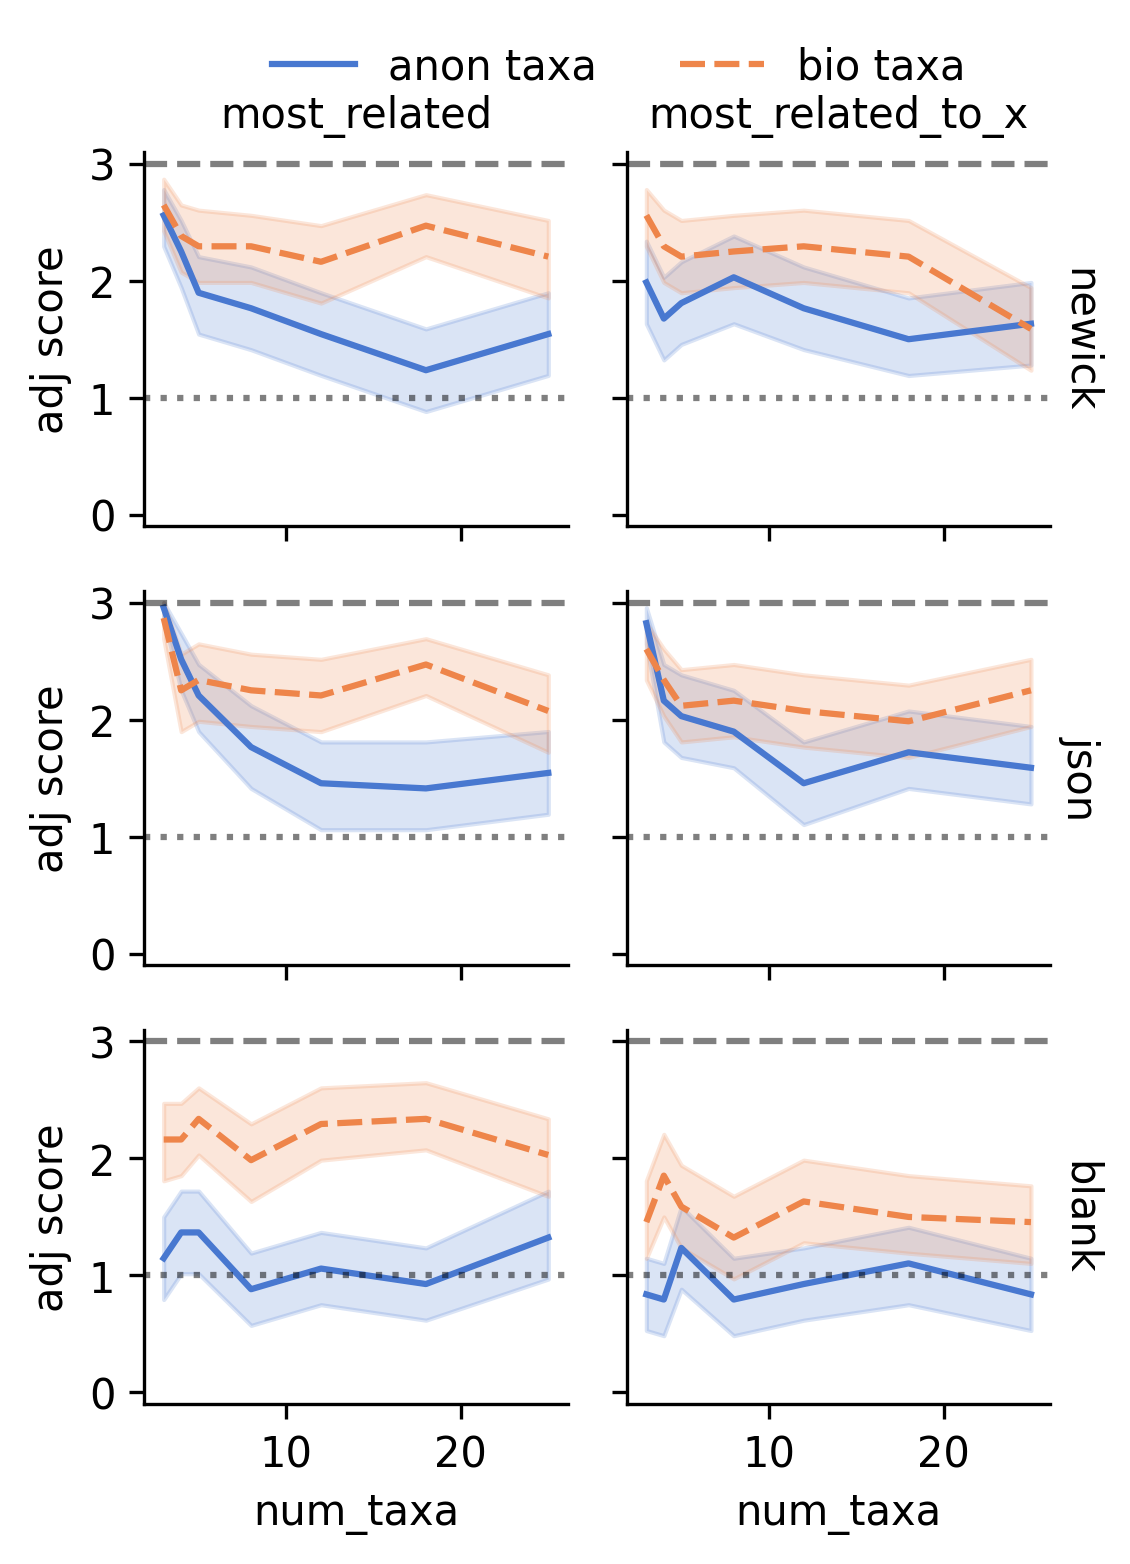 anon taxa bio taxa
most_related most_related_to_x
3
2
1
0
adj score
newick
3
2
1
0
adj score
json
3
2
1
0
adj score
blank
10 20 10 20
num_taxa num_taxa